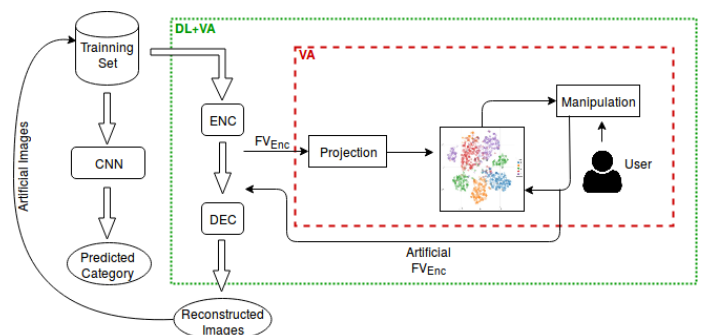 Trainning
Set
DL+VA
VA
ENC
FVEnc
Projection
Manipulation
User
CNN
DEC
Artificial Images
Predicted
Category
Artificial
FVEnc
Reconstructed
Images